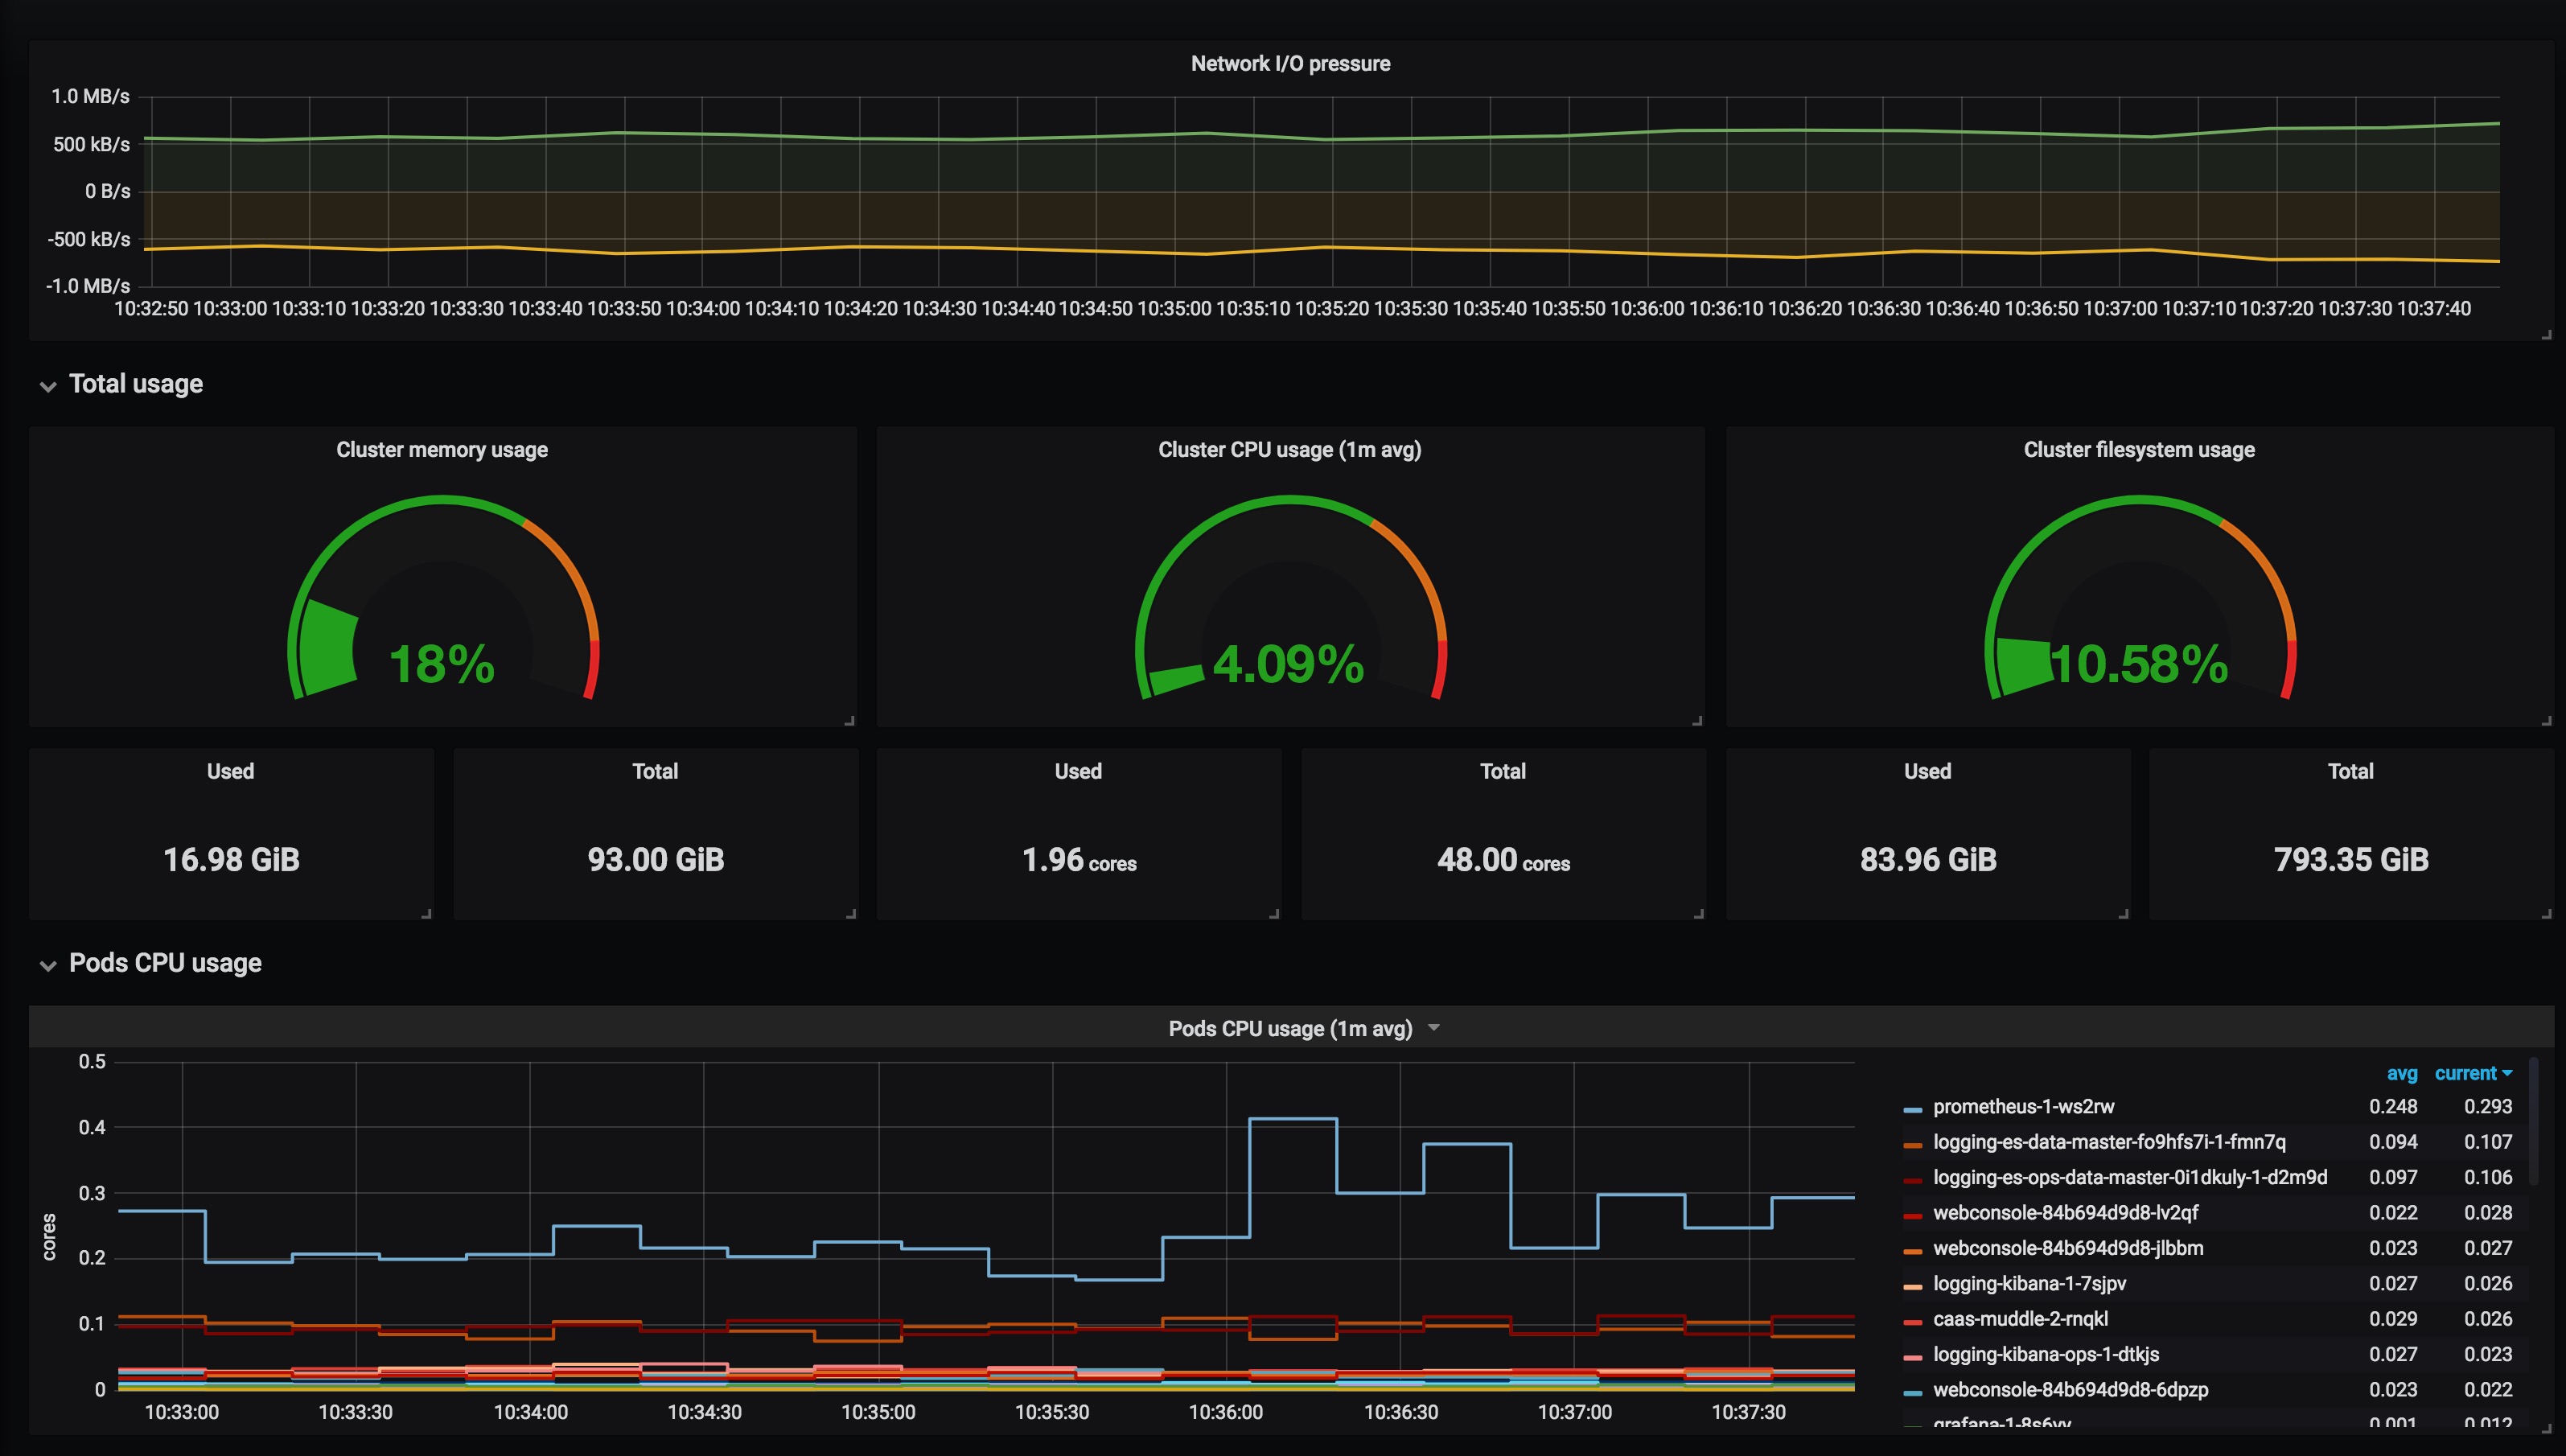 Network I/O pressure
1.0 MB/s
500 kB/s
0 B/s
-500 kB/s
-1.0 MB/s
10:32:50 10:33:00 10:33:10 10:33:20 10:33:30 10:33:40 10:33:50 10:34:00 10:34:10 10:34:20 10:34:30 10:34:40 10:34:50 10:35:00 10:35:10 10:35:20 10:35:30 10:35:40 10:35:50 10:36:00 10:36:10 10:36:20 10:36:30 10:36:40 10:36:50 10:37:00 10:37:10 10:37:20 10:37:30 10:37:40
Total usage
Cluster memory usage
18%
Cluster CPU usage (1m avg)
4.09%
Cluster filesystem usage
10.58%
Used
16.98 GiB
Total
93.00 GiB
Used
1.96 cores
Total
48.00 cores
Used
83.96 GiB
Total
793.35 GiB
Pods CPU usage
Pods CPU usage (1m avg)
cores
0.5
0.4
0.3
0.2
0.1
0
10:33:00 10:33:30 10:34:00 10:34:30 10:35:00 10:35:30 10:36:00 10:36:30 10:37:00 10:37:30
avg current
prometheus-1-ws2rw 0.248 0.293
logging-es-data-master-fo9hfs7i-1-fmn7q 0.094 0.107
logging-es-ops-data-master-0i1dkuly-1-d2m9d 0.097 0.106
webconsole-84b694d9d8-lv2qf 0.022 0.028
webconsole-84b694d9d8-jlbbm 0.023 0.027
logging-kibana-1-7sjpv 0.027 0.026
caas-muddle-2-rnqkl 0.029 0.026
logging-kibana-ops-1-dtkjs 0.027 0.023
webconsole-84b694d9d8-6dpzp 0.023 0.022
0.001 0.012